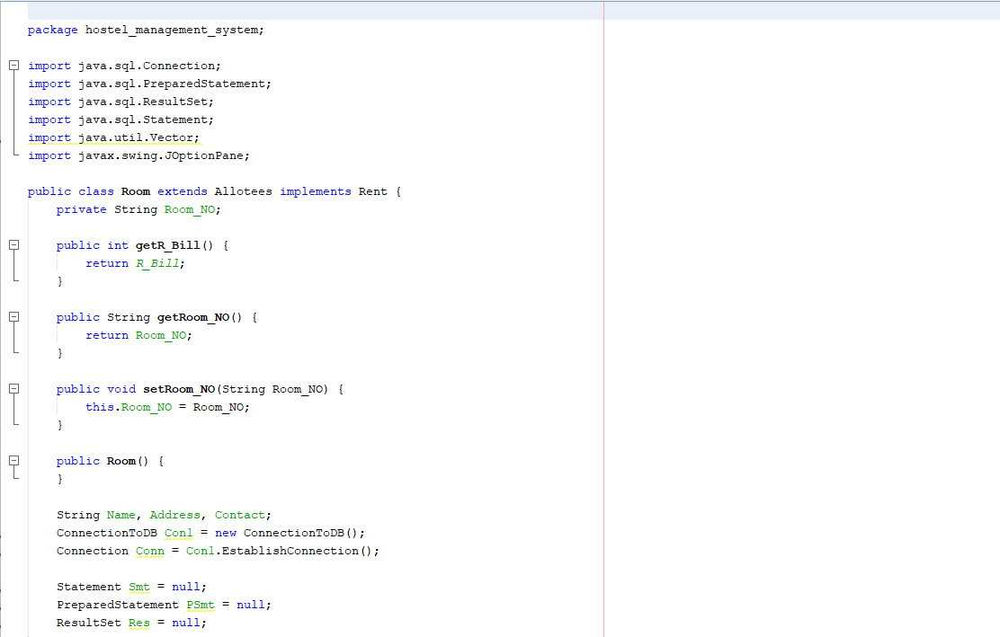 package hostel_management_system;
import java.sql.Connection;
import java.sql.PreparedStatement;
import java.sql.ResultSet;
import java.sql.Statement;
import java.util.Vector;
import javax.swing.JOptionPane;
public class Room extends Allotees implements Rent {
private String Room_NO;
public int getR_Bill() {
return R_Bill;
}
public String getRoom_NO() {
return Room_NO;
}
public void setRoom_NO(String Room_NO) {
this.Room_NO = Room_NO;
}
public Room() {
}
String Name, Address, Contact;
ConnectionToDB Conl = new ConnectionToDB();
Connection Conn = Conl.EstablishConnection();
Statement Smt = null;
PreparedStatement PSmt = null;
ResultSet Res = null;